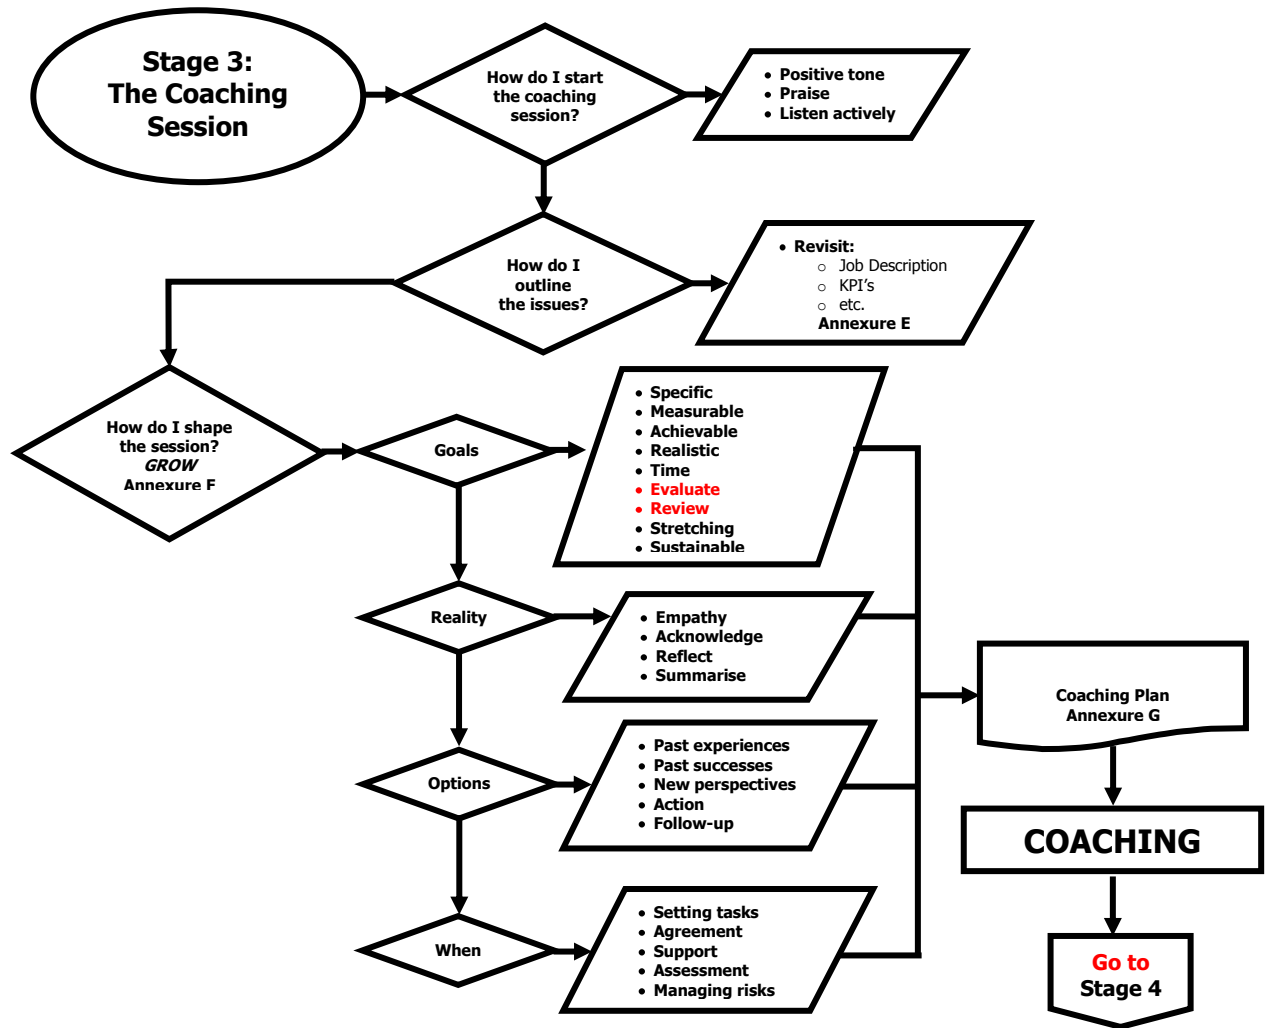 Stage 3:
The Coaching
Session
How do I start
the coaching
session?
• Positive tone
• Praise
• Listen actively
How do I
outline
the issues?
• Revisit:
○ Job Description
○ KPI's
○ etc.
Annexure E
How do I shape
the session?
GROW
Annexure F
Goals
• Specific
• Measurable
• Achievable
• Realistic
• Time
• Evaluate
• Review
• Stretching
• Sustainable
Reality
• Empathy
• Acknowledge
• Reflect
• Summarise
Options
• Past experiences
• Past successes
• New perspectives
• Action
• Follow-up
When
• Setting tasks
• Agreement
• Support
• Assessment
• Managing risks
Coaching Plan
Annexure G
COACHING
Go to
Stage 4